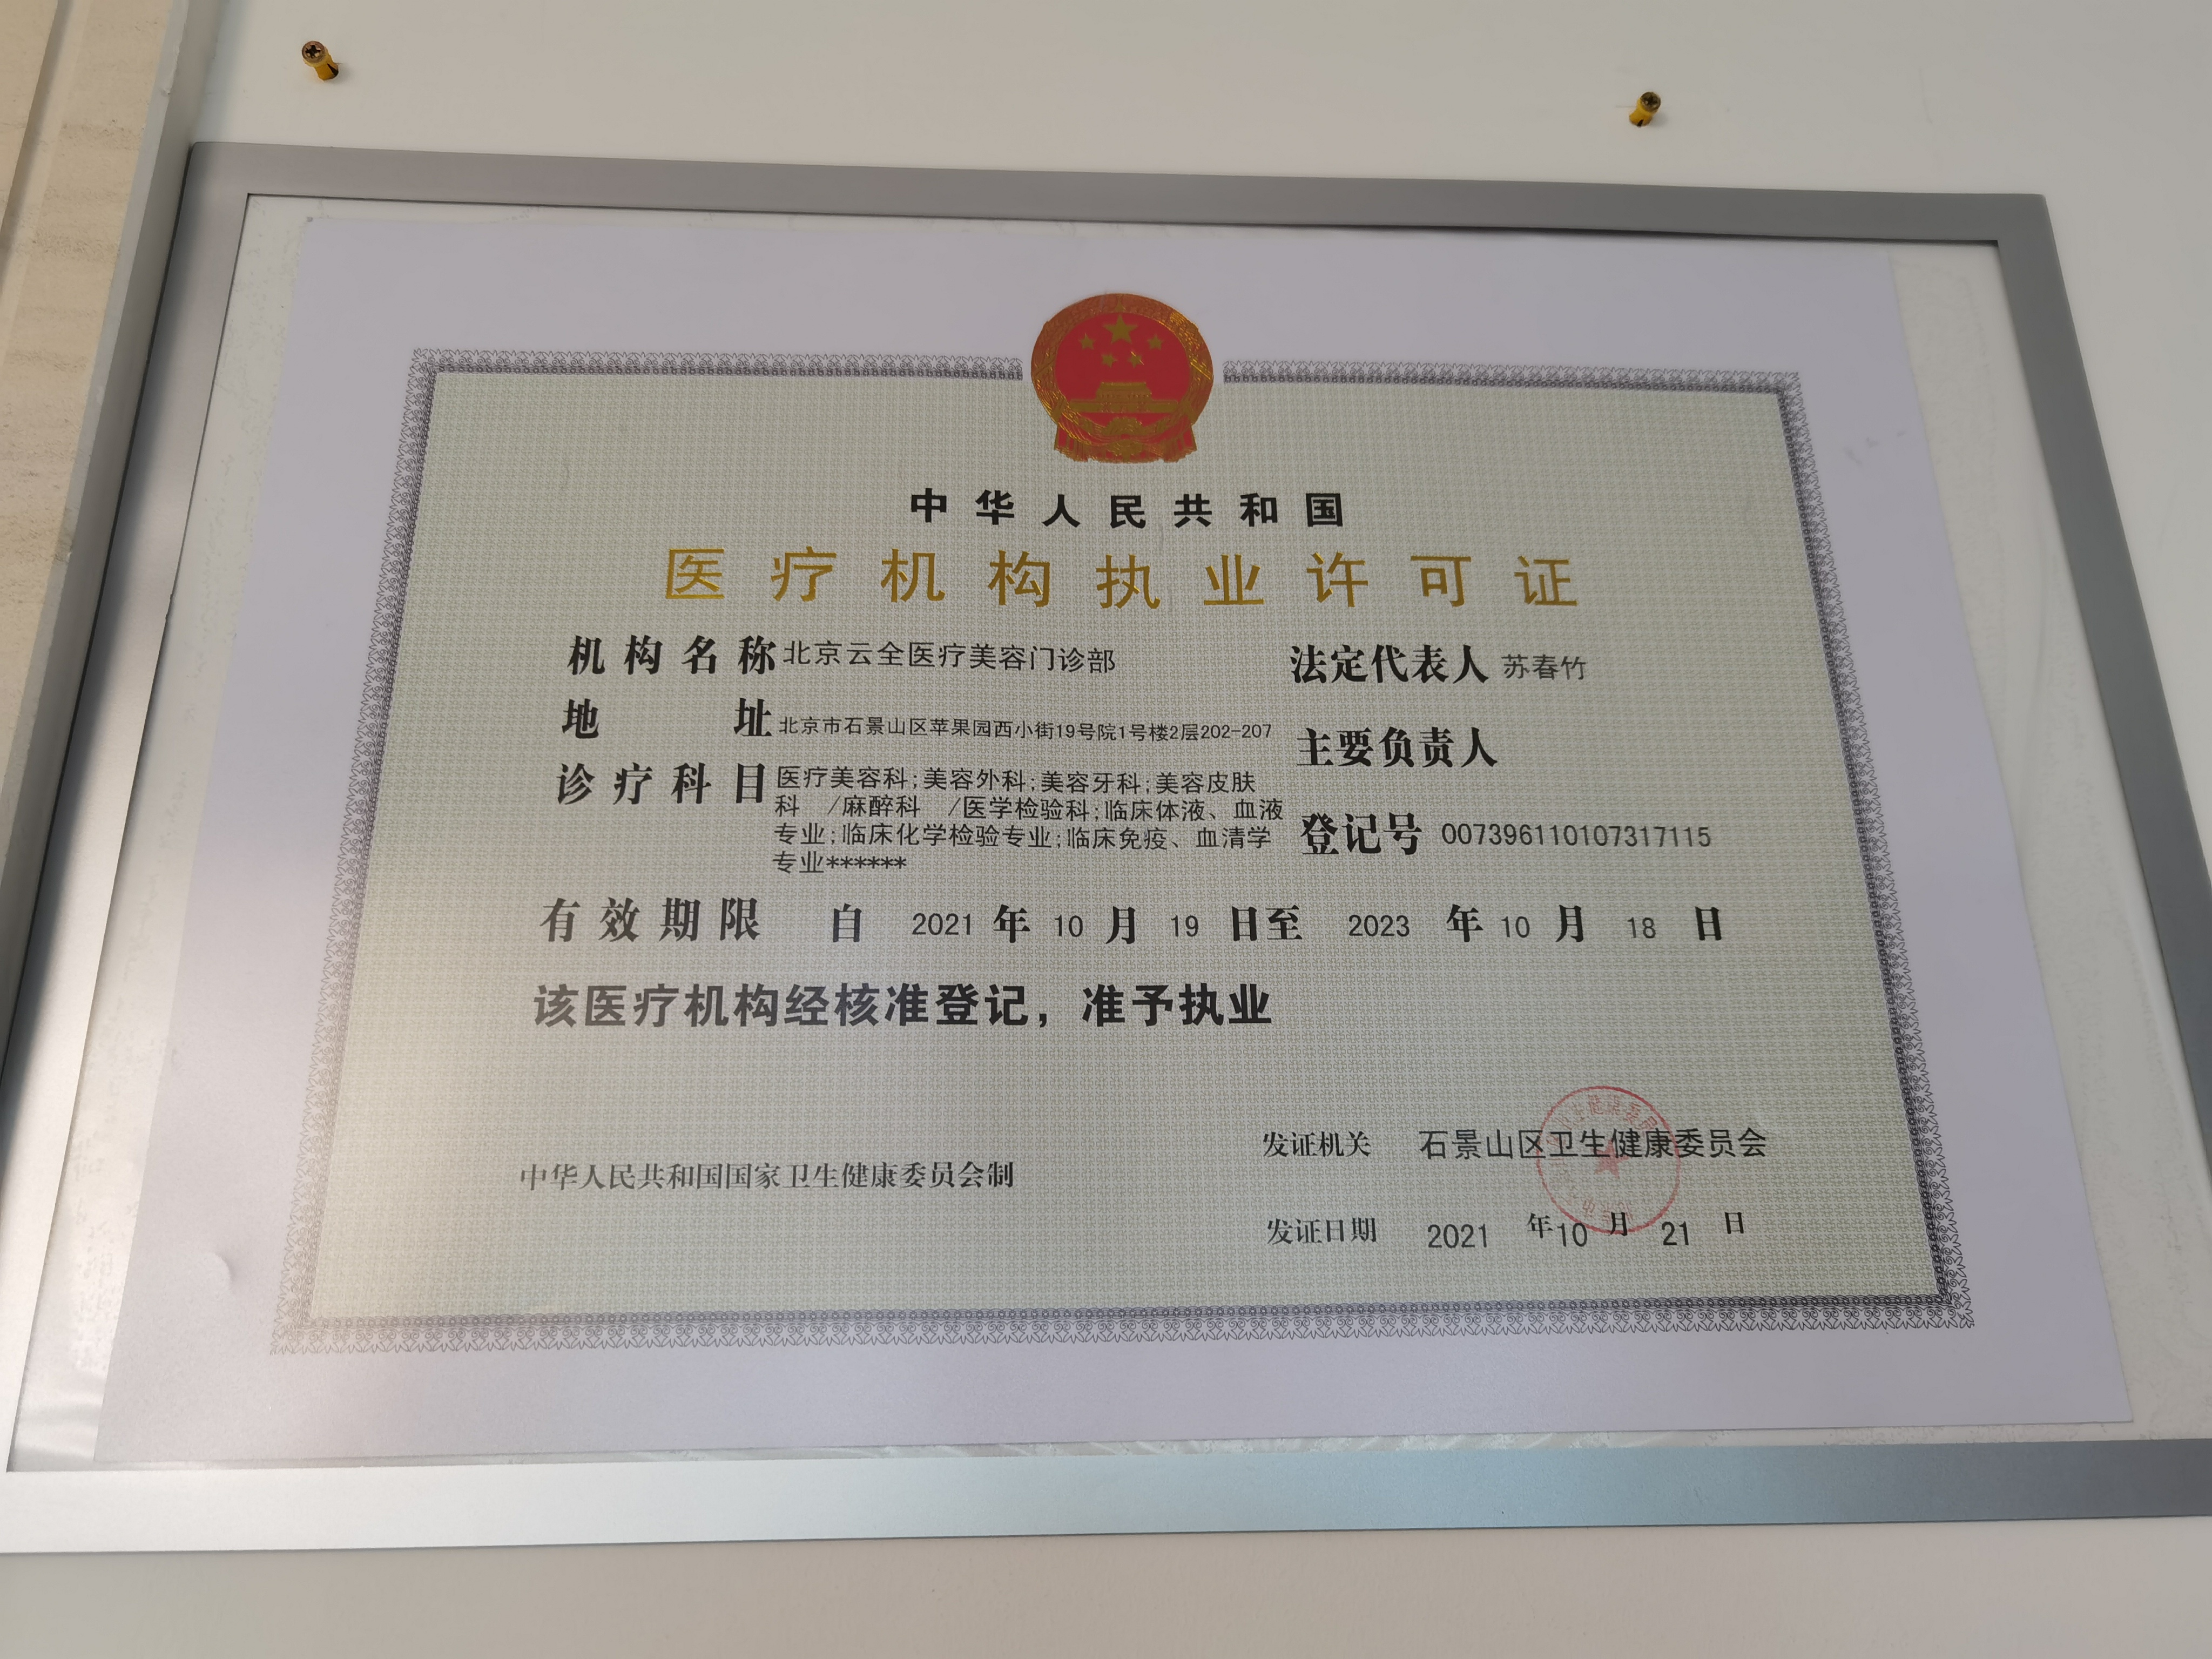 中华人民共和国
医疗机构执业许可证
机构名称 北京云全医疗美容门诊部
法定代表人 苏春竹
地址 北京市石景山区苹果园西小街19号院1号楼2层202-207
主要负责人
诊疗科目 医疗美容科;美容外科;美容牙科;美容皮肤
科 /麻醉科 /医学检验科;临床体液、血液
专业;临床化学检验专业;临床免疫、血清学
专业******
登记号 007396110107317115
有效期限 自 2021 年 10 月 19 日至 2023 年 10 月 18 日
该医疗机构经核准登记，准予执业
中华人民共和国国家卫生健康委员会制
发证机关 石景山区卫生健康委员会
发证日期 2021 年 10 月 21 日